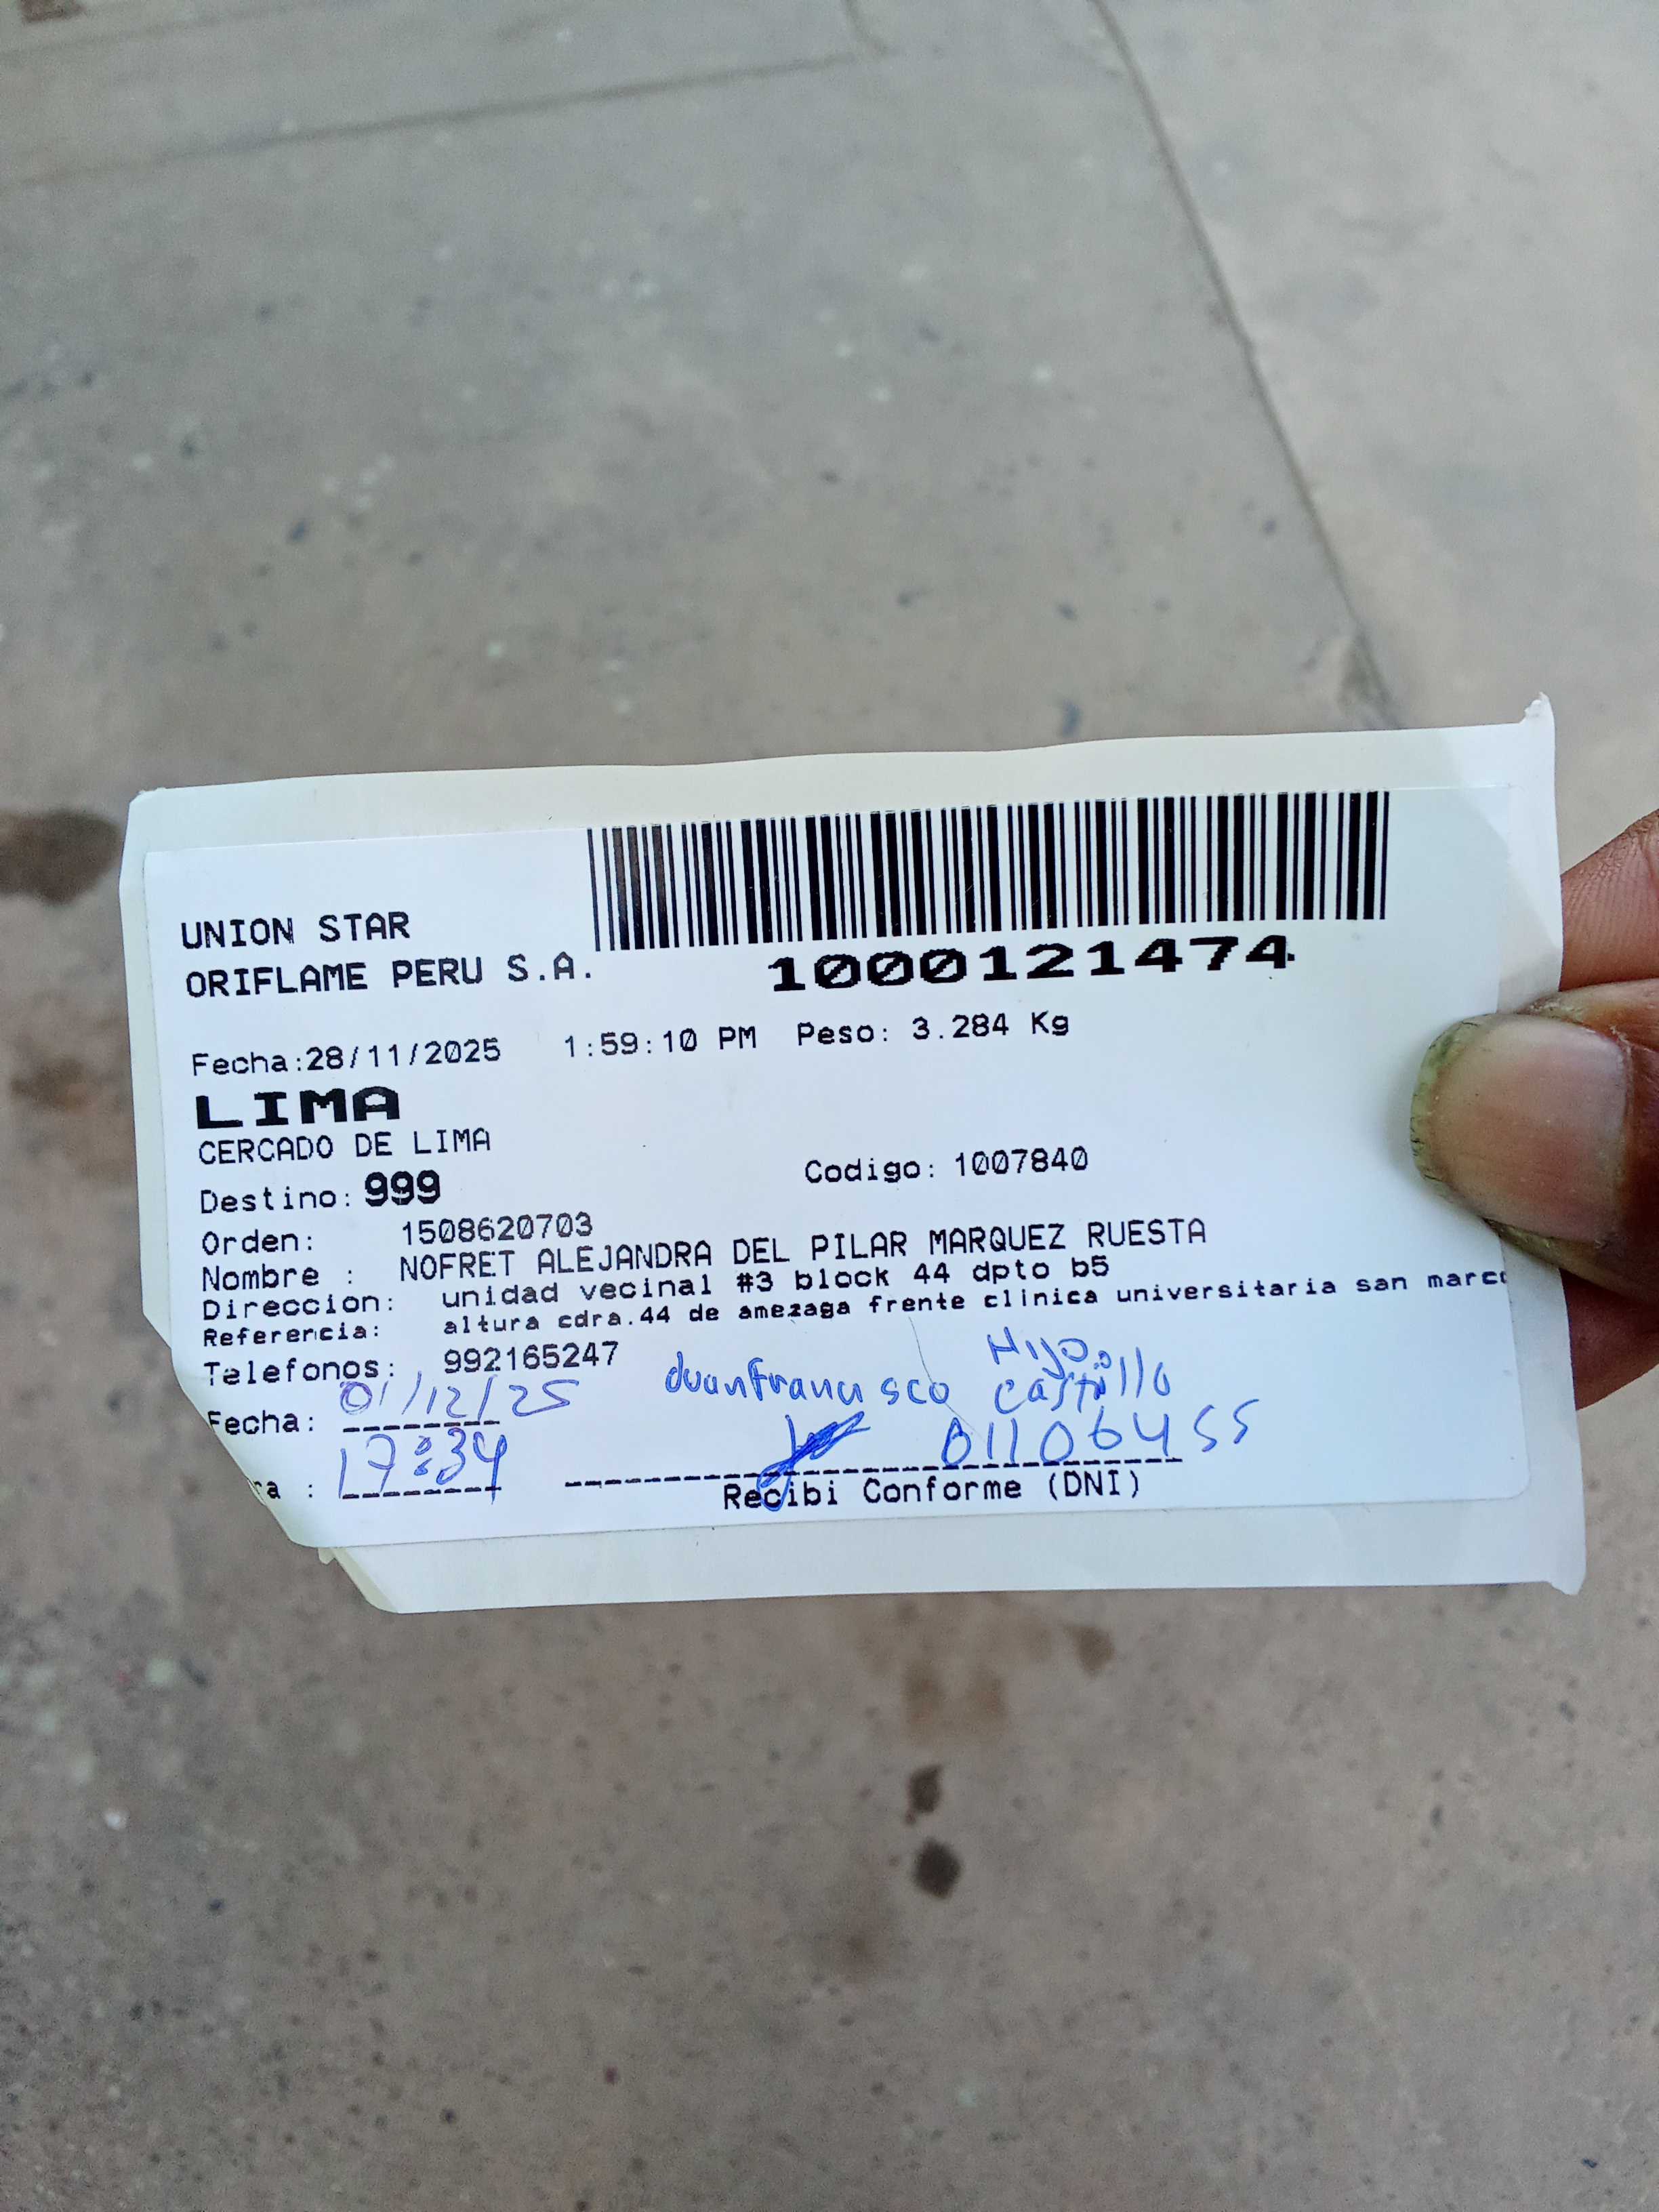 UNION STAR
ORIFLAME PERU S.A.
1000121474
Fecha:28/11/2025 1:59:10 PM Peso: 3.284 Kg
LIMA
CERCADO DE LIMA
Destino: 999 Codigo: 1007840
Orden: 1508620703
Nombre : NOFRET ALEJANDRA DEL PILAR MARQUEZ RUESTA
Direccion: unidad vecinal #3 block 44 dpto b5
Referencia: altura cdra.44 de amezaga frente clinica universitaria san marco
Telefonos: 992165247
Hijo
Juanfrancisco Castillo
Fecha: 01/12/25
01106455
ra : 17:34
Recibi Conforme (DNI)